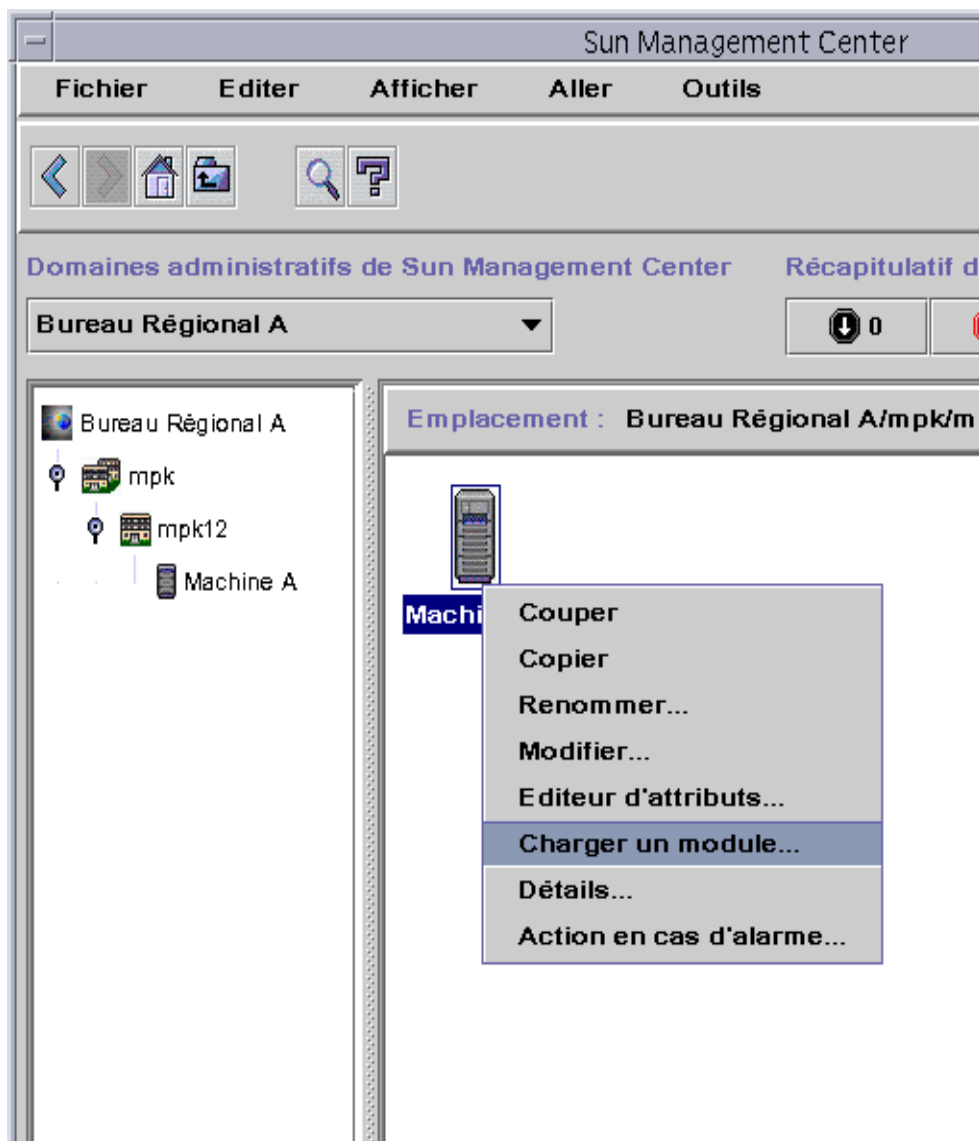 Sun Management Center
Fichier Editer Afficher Aller Outils
Domaines administratifs de Sun Management Center Récapitulatif d
Bureau Régional A 0
Bureau Régional A
mpk
mpk12
Machine A
Emplacement : Bureau Régional A/mpk/m
Machi
Couper
Copier
Renommer...
Modifier...
Editeur d'attributs...
Charger un module...
Détails...
Action en cas d'alarme...